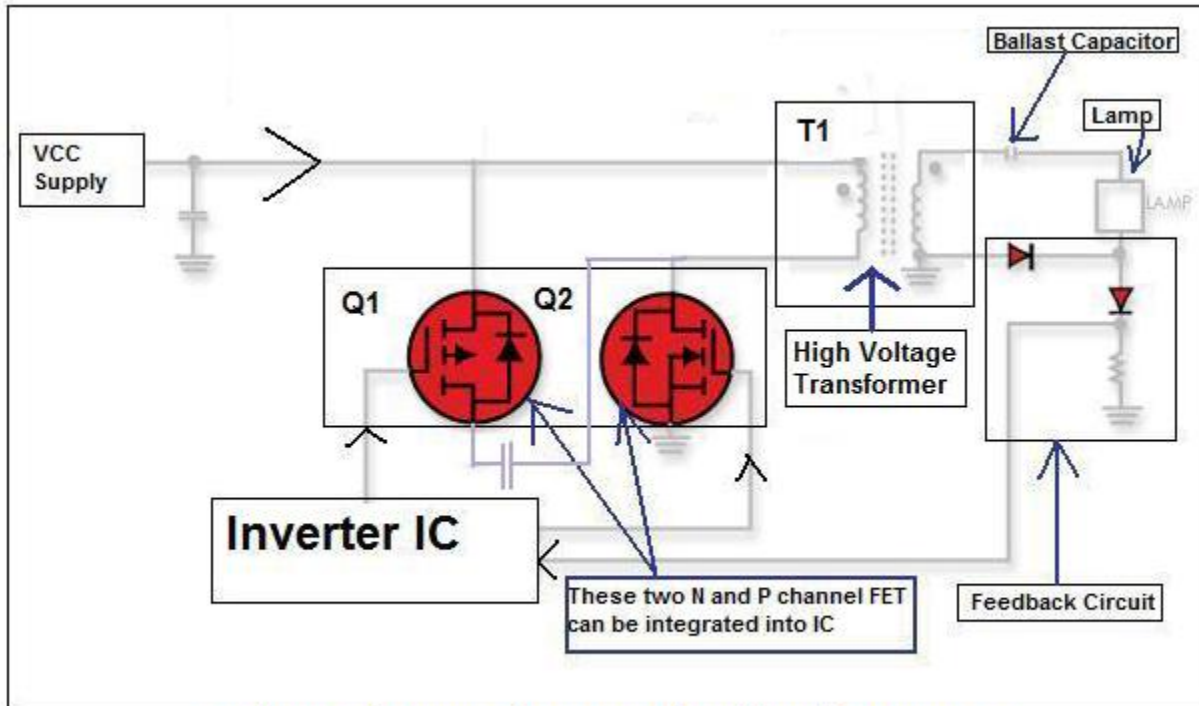 Ballast Capacitor
Lamp
T1
VCC
Supply
LAMP
Q1
Q2
High Voltage
Transformer
Inverter IC
These two N and P channel FET
can be integrated into IC
Feedback Circuit